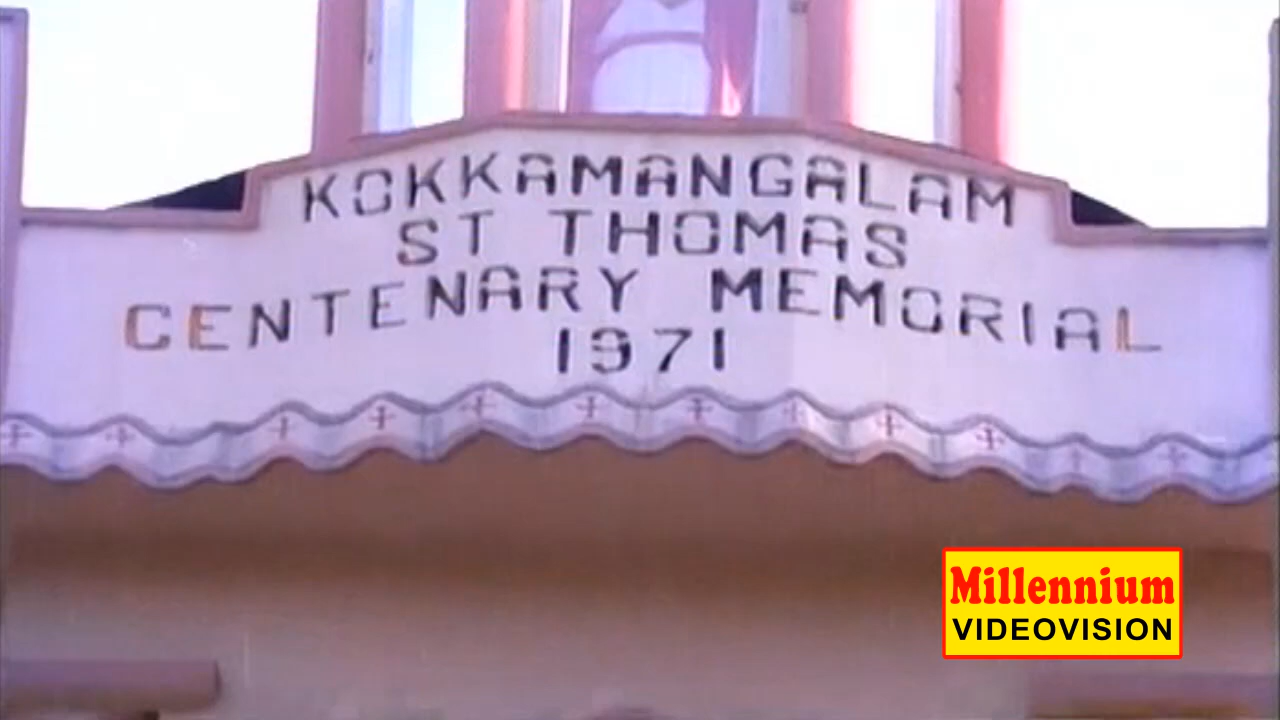 KOKKAMANGALAM
ST THOMAS
CENTENARY MEMORIAL
1971
Millennium
VIDEOVISION